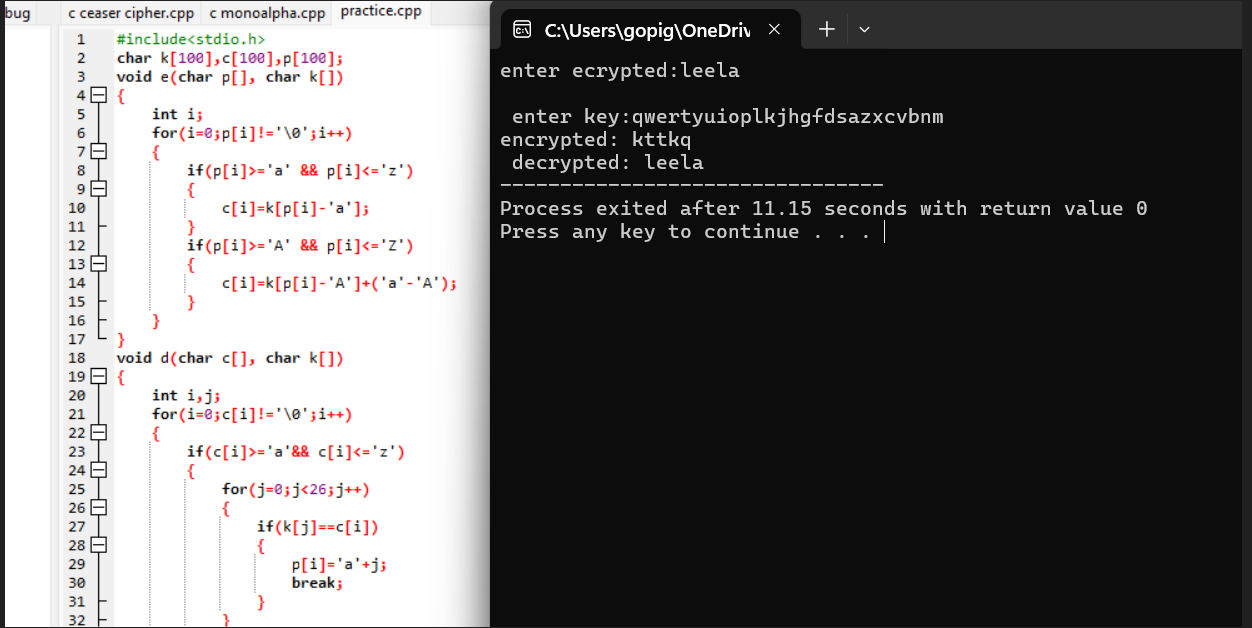 bug c ceaser cipher.cpp c monoalpha.cpp practice.cpp
1 #include<stdio.h>
2 char k[100],c[100],p[100];
3 void e(char p[], char k[])
4 {
5 int i;
6 for(i=0;p[i]!='\0';i++)
7 {
8 if(p[i]>='a' && p[i]<='z')
9 {
10 c[i]=k[p[i]-'a'];
11 }
12 if(p[i]>='A' && p[i]<='Z')
13 {
14 c[i]=k[p[i]-'A']+('a'-'A');
15 }
16 }
17 }
18 void d(char c[], char k[])
19 {
20 int i,j;
21 for(i=0;c[i]!='\0';i++)
22 {
23 if(c[i]>='a'&& c[i]<='z')
24 {
25 for(j=0;j<26;j++)
26 {
27 if(k[j]==c[i])
28 {
29 p[i]='a'+j;
30 break;
31 }
32 }
C:\Users\gopig\OneDriv
enter ecrypted:leela
enter key:qwertyuioplkjhgfdsazxcvbnm
encrypted: kttkq
decrypted: leela
--------------------------------
Process exited after 11.15 seconds with return value 0
Press any key to continue . . .